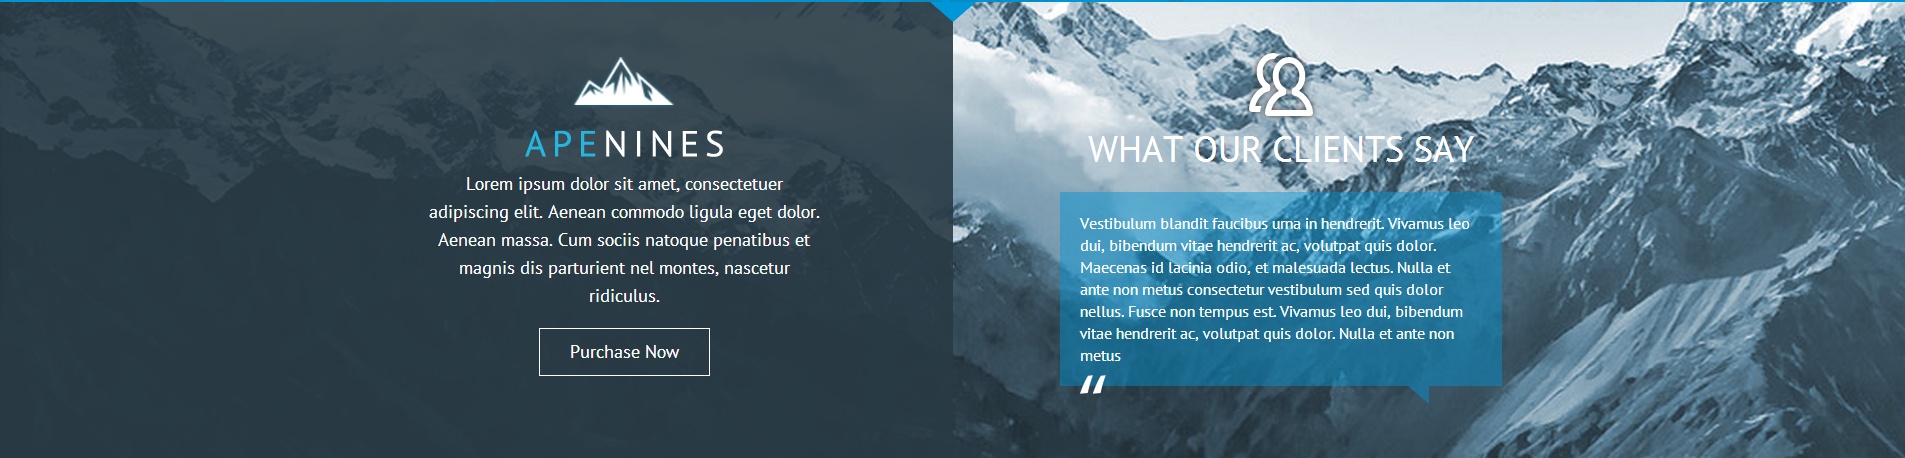 APENINES
Lorem ipsum dolor sit amet, consectetuer
adipiscing elit. Aenean commodo ligula eget dolor.
Aenean massa. Cum sociis natoque penatibus et
magnis dis parturient nel montes, nascetur
ridiculus.
Purchase Now
WHAT OUR CLIENTS SAY
Vestibulum blandit faucibus urna in hendrerit. Vivamus leo
dui, bibendum vitae hendrerit ac, volutpat quis dolor.
Maecenas id lacinia odio, et malesuada lectus. Nulla et
ante non metus consectetur vestibulum sed quis dolor
nellus. Fusce non tempus est. Vivamus leo dui, bibendum
vitae hendrerit ac, volutpat quis dolor. Nulla et ante non
metus
“